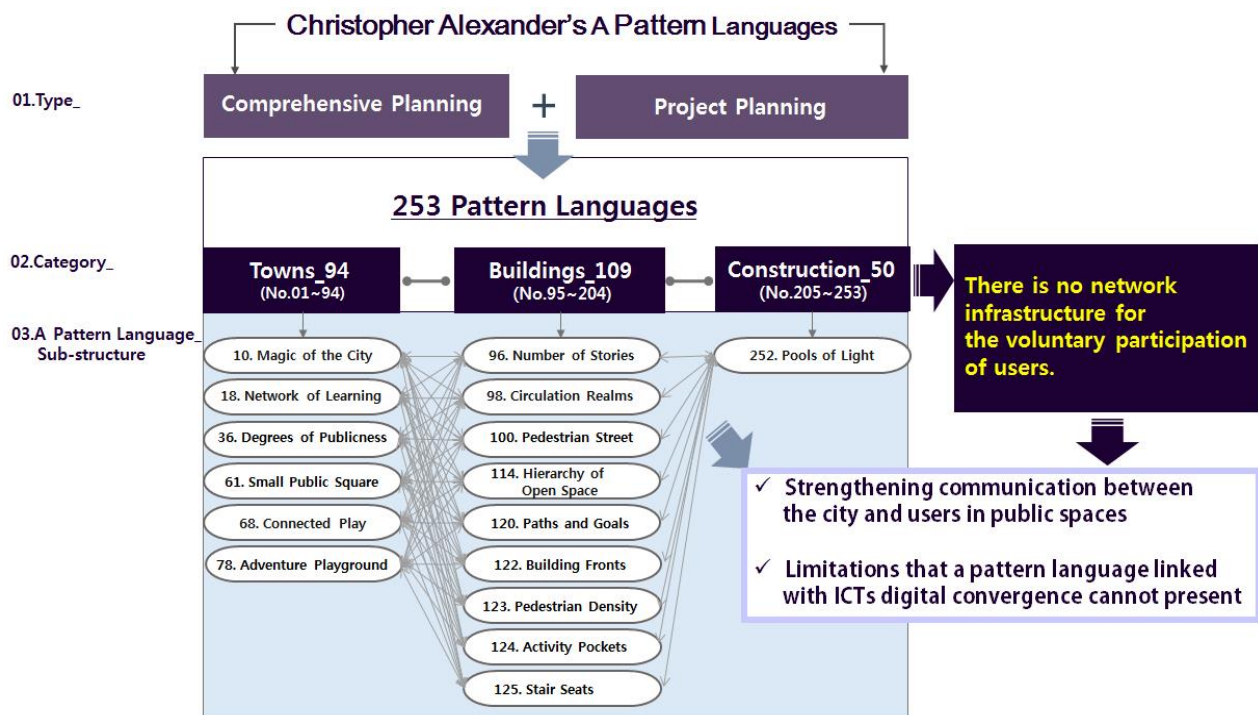 Christopher Alexander's A Pattern Languages
01.Type_
Comprehensive Planning
+
Project Planning
253 Pattern Languages
02.Category_
Towns_94
(No.01~94)
Buildings_109
(No.95~204)
Construction_50
(No.205~253)
There is no network
infrastructure for
the voluntary participation
of users.
03.A Pattern Language_
Sub-structure
10. Magic of the City
18. Network of Learning
36. Degrees of Publicness
61. Small Public Square
68. Connected Play
78. Adventure Playground
96. Number of Stories
98. Circulation Realms
100. Pedestrian Street
114. Hierarchy of
Open Space
120. Paths and Goals
122. Building Fronts
123. Pedestrian Density
124. Activity Pockets
125. Stair Seats
252. Pools of Light
✓ Strengthening communication between
the city and users in public spaces
✓ Limitations that a pattern language linked
with ICTs digital convergence cannot present